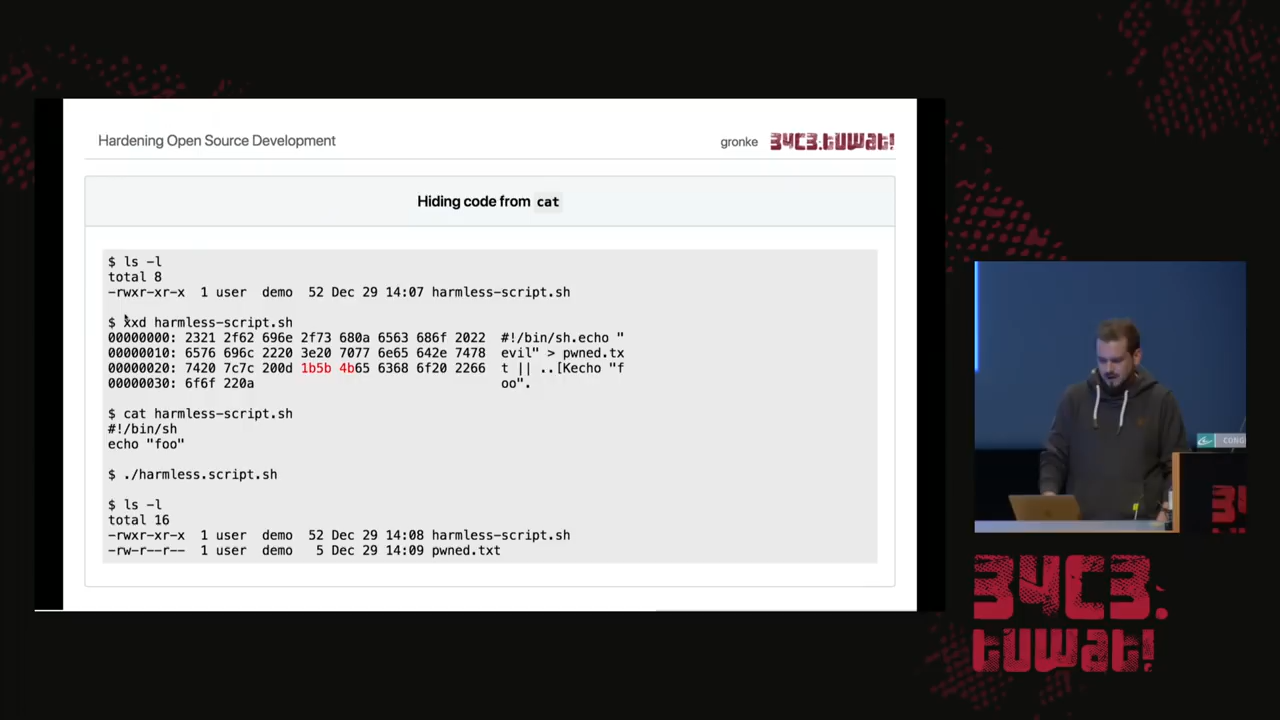 Hardening Open Source Development
gronke 34C3.tuwat!
Hiding code from cat
$ ls -l
total 8
-rwxr-xr-x 1 user demo 52 Dec 29 14:07 harmless-script.sh
$ xxd harmless-script.sh
00000000: 2321 2f62 696e 2f73 680a 6563 686f 2022 #!/bin/sh.echo "
00000010: 6576 696c 2220 3e20 7077 6e65 642e 7478 evil" > pwned.tx
00000020: 7420 7c7c 200d 1b5b 4b65 6368 6f20 2266 t || ..[Kecho "f
00000030: 6f6f 220a oo".
$ cat harmless-script.sh
#!/bin/sh
echo "foo"
$ ./harmless.script.sh
$ ls -l
total 16
-rwxr-xr-x 1 user demo 52 Dec 29 14:08 harmless-script.sh
-rw-r--r-- 1 user demo 5 Dec 29 14:09 pwned.txt
CONG
34C3.
tuwat!